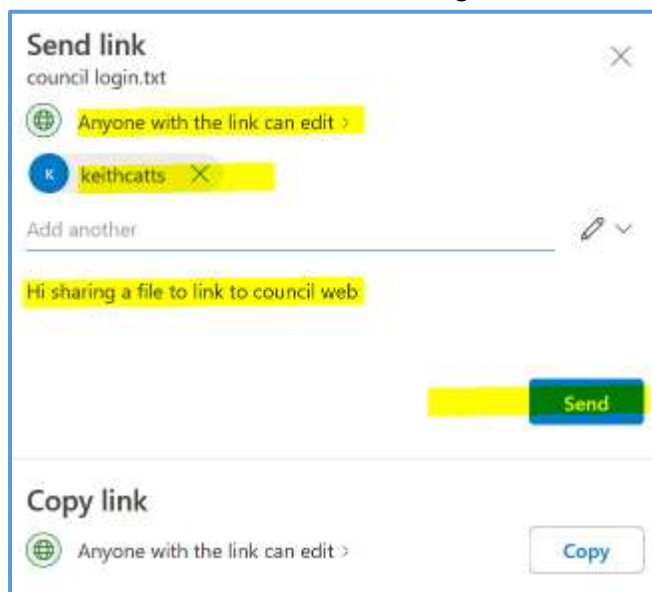 Send link
council login.txt
Anyone with the link can edit >
K keithcatts
Add another
Hi sharing a file to link to council web
Send
Copy link
Anyone with the link can edit >
Copy